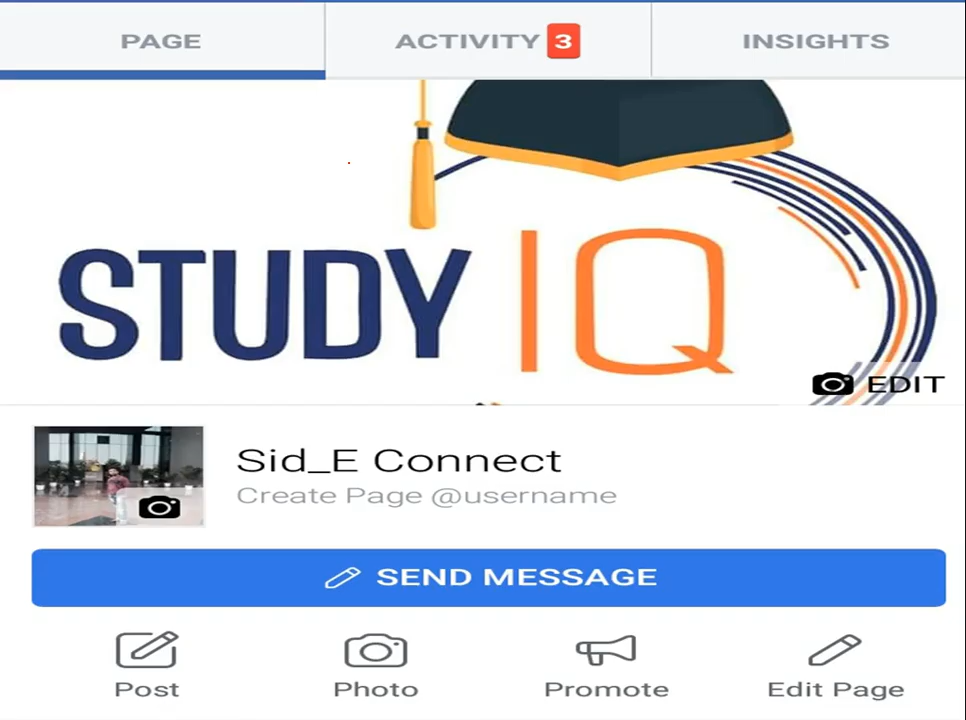 PAGE ACTIVITY 3 INSIGHTS
STUDY IQ
EDIT
Sid_E Connect
Create Page @username
SEND MESSAGE
Post Photo Promote Edit Page